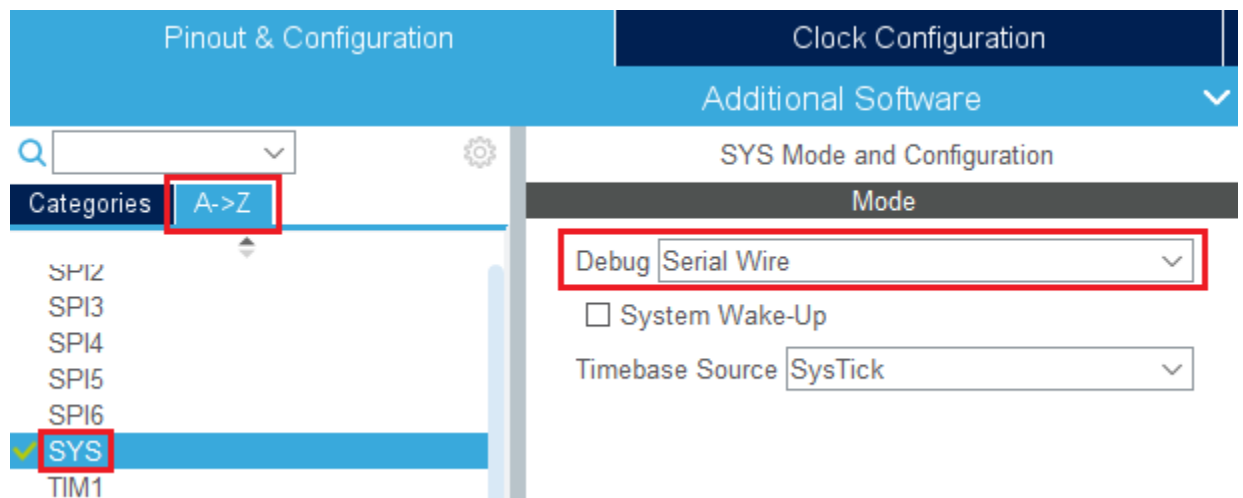 Pinout & Configuration
Clock Configuration
Additional Software
SYS Mode and Configuration
Categories
A->Z
Mode
Debug Serial Wire
SPI2
SPI3
System Wake-Up
SPI4
Timebase Source SysTick
SPI5
SPI6
SYS
TIM1